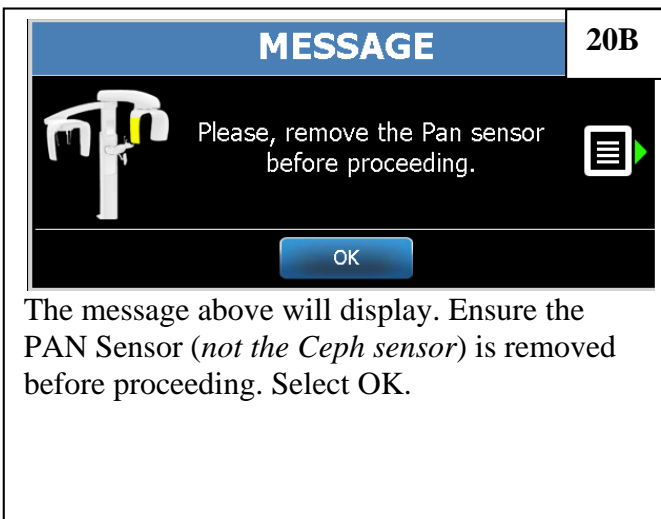 MESSAGE
20B
Please, remove the Pan sensor
before proceeding.
OK
The message above will display. Ensure the
PAN Sensor (not the Ceph sensor) is removed
before proceeding. Select OK.